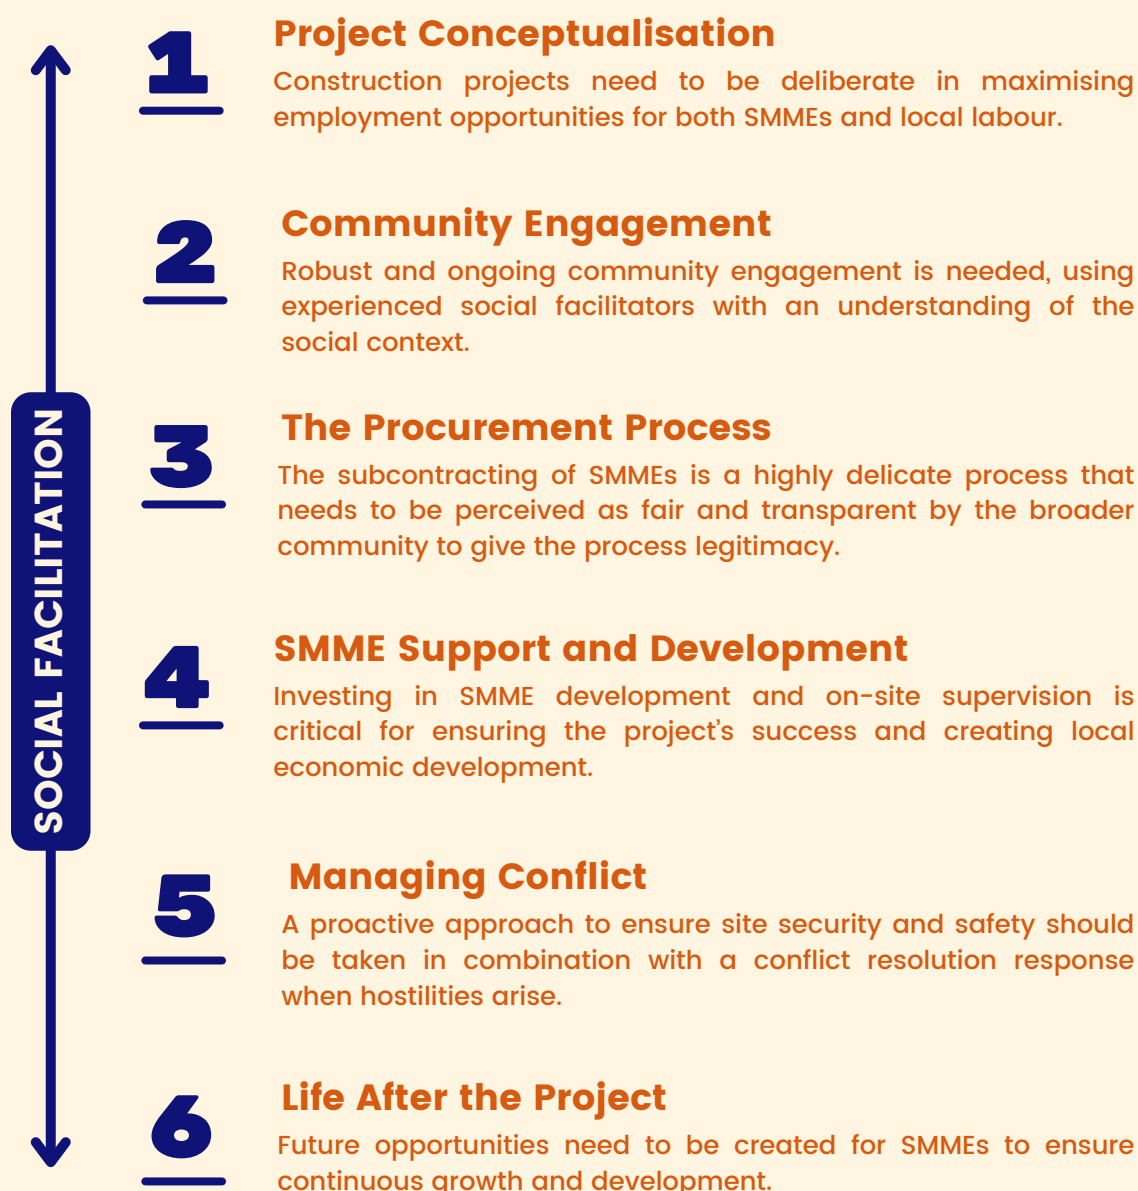 SOCIAL FACILITATION
1
Project Conceptualisation
Construction projects need to be deliberate in maximising
employment opportunities for both SMMEs and local labour.
2
Community Engagement
Robust and ongoing community engagement is needed, using
experienced social facilitators with an understanding of the
social context.
3
The Procurement Process
The subcontracting of SMMEs is a highly delicate process that
needs to be perceived as fair and transparent by the broader
community to give the process legitimacy.
4
SMME Support and Development
Investing in SMME development and on-site supervision is
critical for ensuring the project's success and creating local
economic development.
5
Managing Conflict
A proactive approach to ensure site security and safety should
be taken in combination with a conflict resolution response
when hostilities arise.
6
Life After the Project
Future opportunities need to be created for SMMEs to ensure
continuous growth and development.